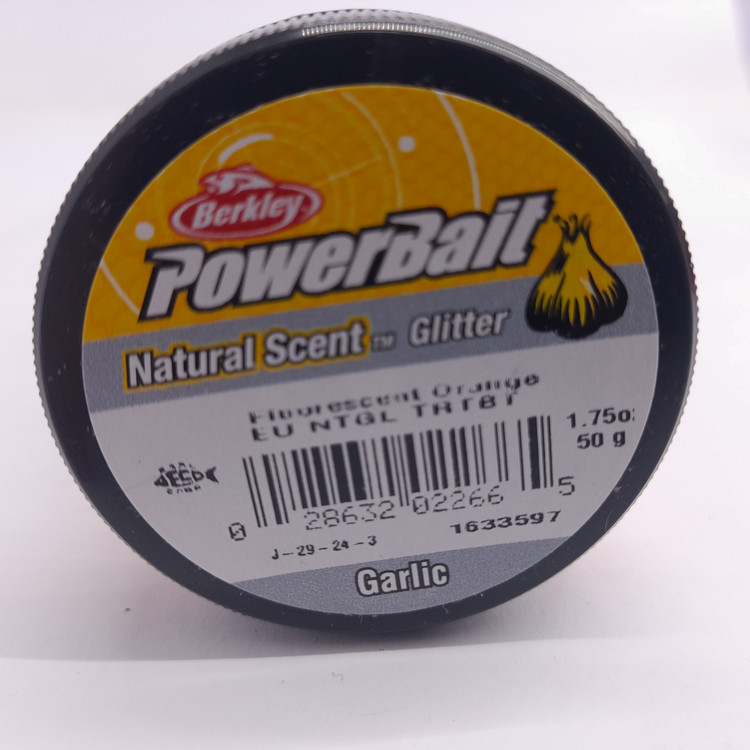 Berkley
PowerBait
Natural Scent™ Glitter
Fluorescent Orange
EU NTGL TRTBT
1.75oz
50 g
0 28632 02266 5
1633597
J-29-24-3
Garlic